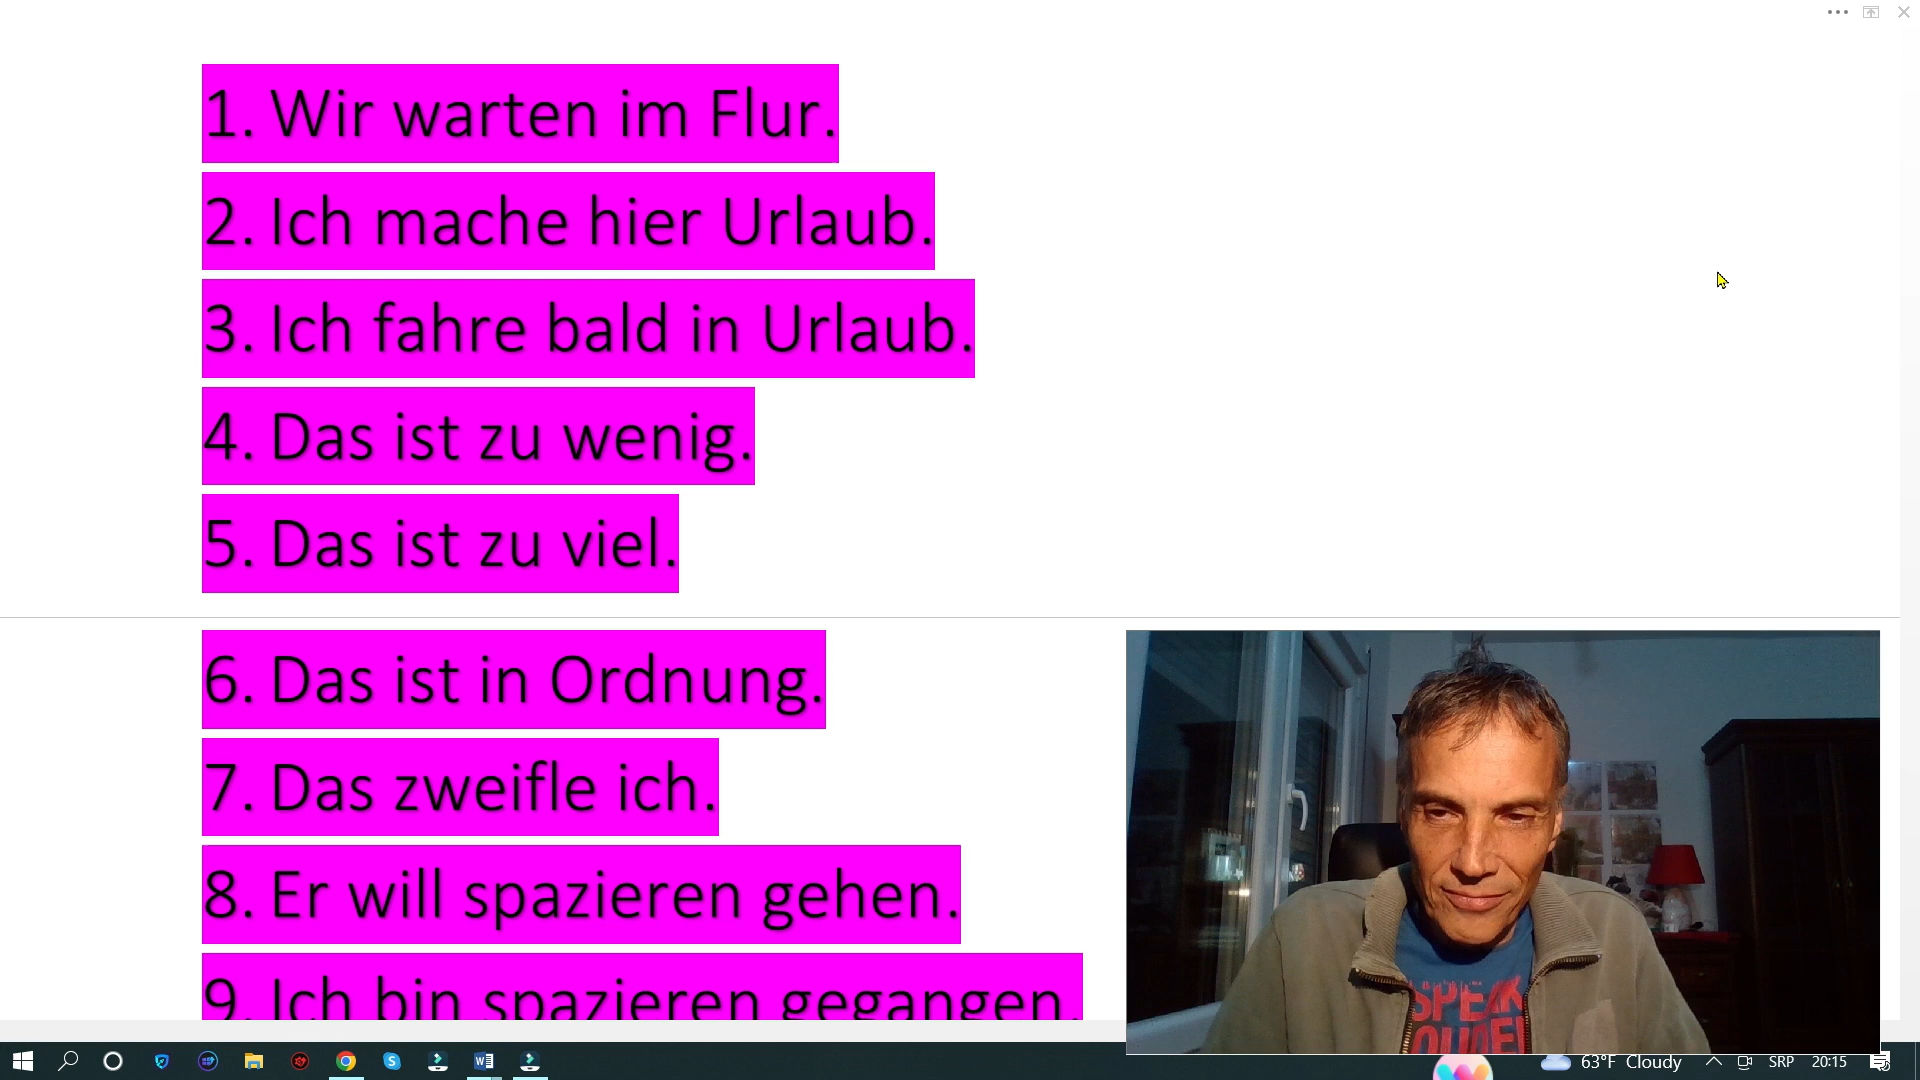 1. Wir warten im Flur.
2. Ich mache hier Urlaub.
3. Ich fahre bald in Urlaub.
4. Das ist zu wenig.
5. Das ist zu viel.
6. Das ist in Ordnung.
7. Das zweifle ich.
8. Er will spazieren gehen.
9. Ich bin spazieren gegangen.
SPEAK
LOUDER
63°F Cloudy
SRP
20:15